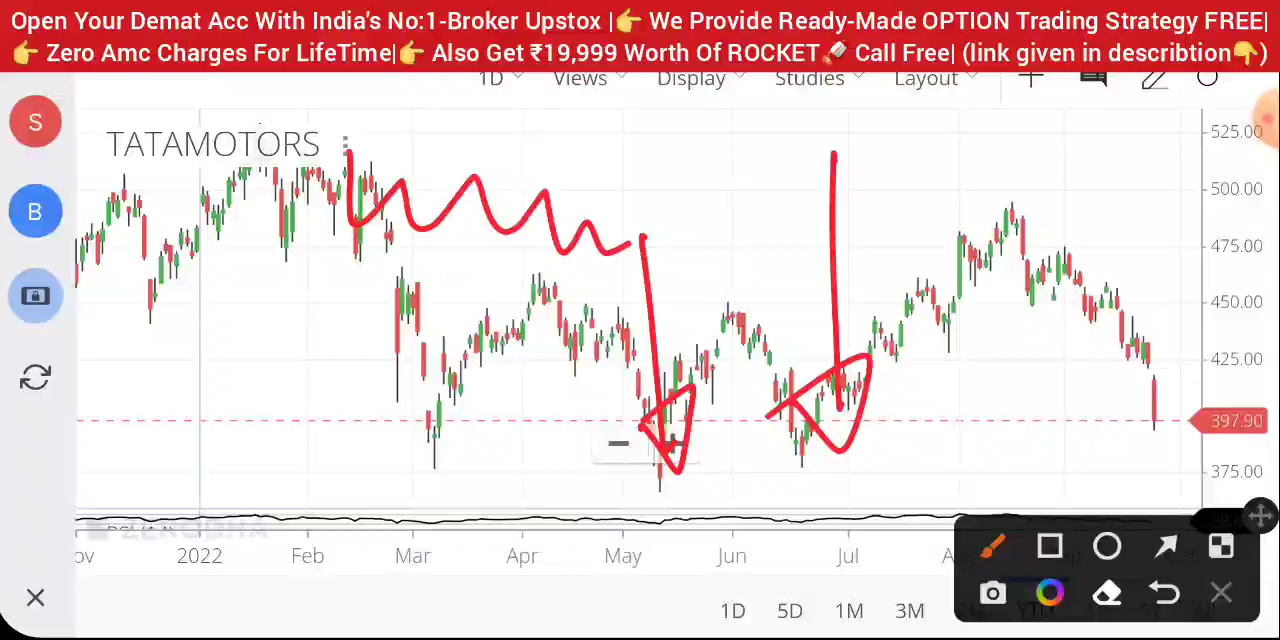 Open Your Demat Acc With India's No:1-Broker Upstox |👉 We Provide Ready-Made OPTION Trading Strategy FREE|
👉 Zero Amc Charges For LifeTime|👉 Also Get ₹19,999 Worth Of ROCKET🚀 Call Free| (link given in describtion👇)
1D Views Display Studies Layout
S
TATAMOTORS
525.00
500.00
B
475.00
450.00
425.00
397.90
375.00
ZERODHA
2022 Feb Mar Apr May Jun Jul
1D 5D 1M 3M